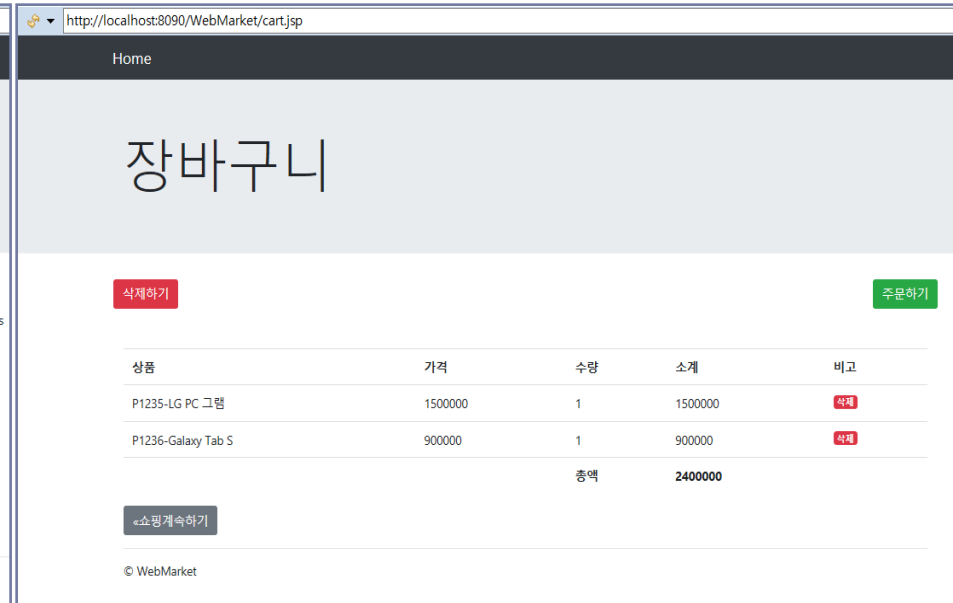 http://localhost:8090/WebMarket/cart.jsp
Home
장바구니
삭제하기 주문하기
s
상품 가격 수량 소계 비고
P1235-LG PC 그램 1500000 1 1500000 삭제
P1236-Galaxy Tab S 900000 1 900000 삭제
총액 2400000
«쇼핑계속하기
© WebMarket